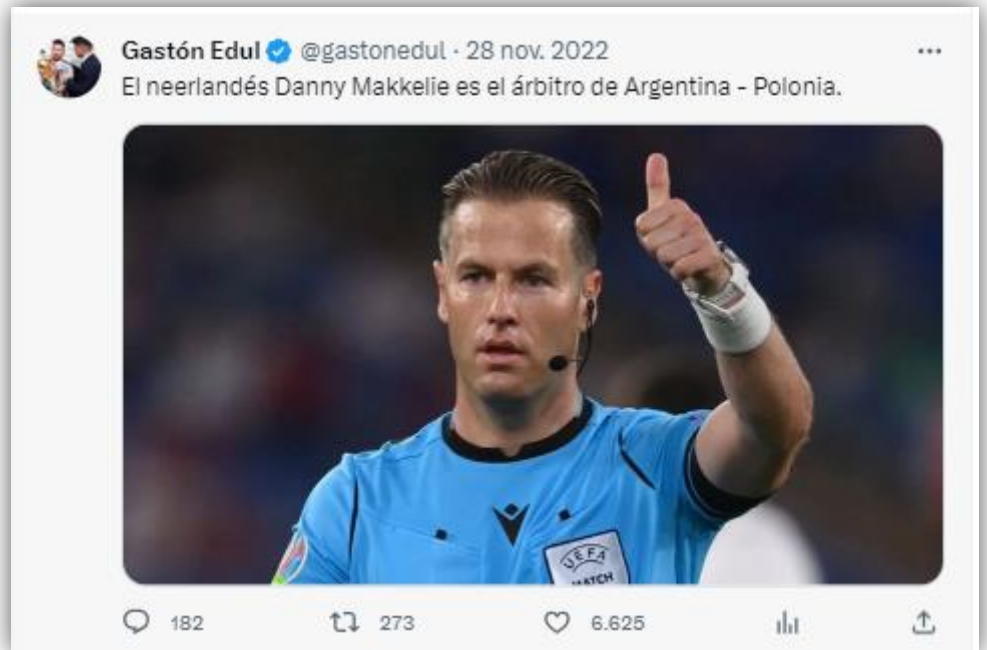 Gastón Edul @gastonedul · 28 nov. 2022
El neerlandés Danny Makkelie es el árbitro de Argentina - Polonia.
UEFA
MATCH
182 273 6.625